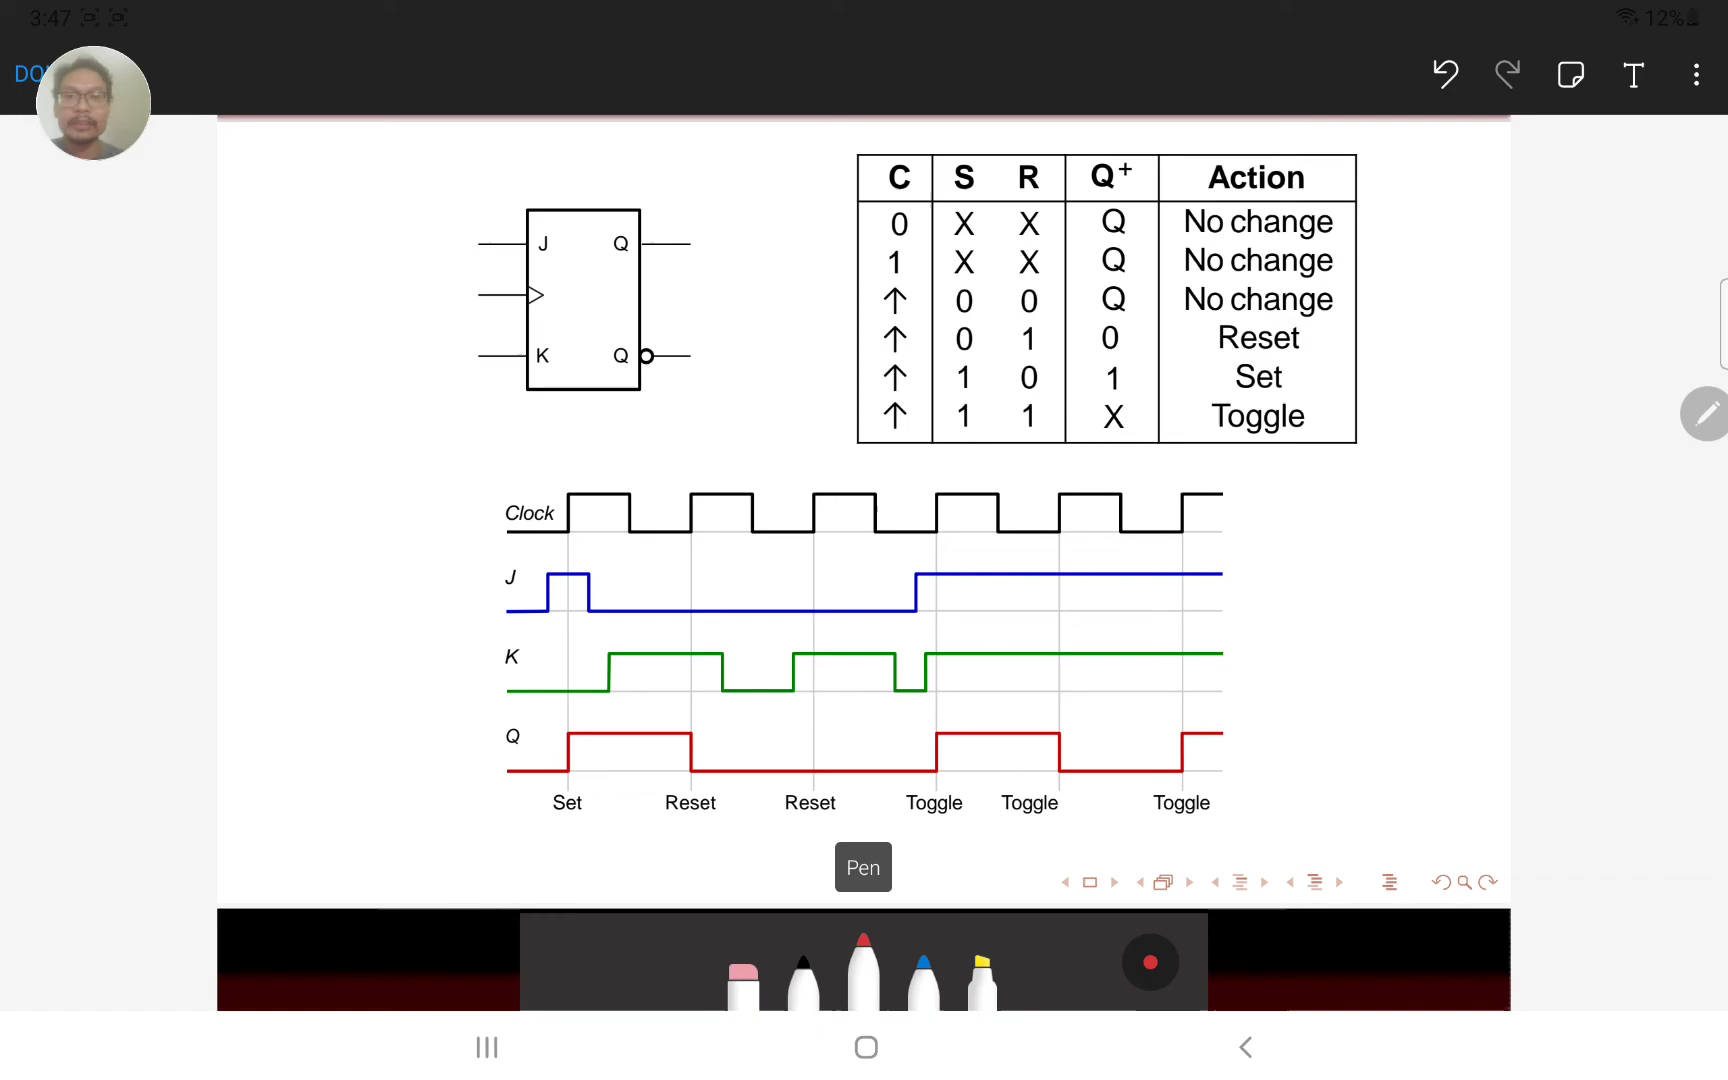 3:47 12%
DO
J Q
K Q
C S R Q+ Action
0 X X Q No change
1 X X Q No change
↑ 0 0 Q No change
↑ 0 1 0 Reset
↑ 1 0 1 Set
↑ 1 1 X Toggle
Clock
J
K
Q
Set Reset Reset Toggle Toggle Toggle
Pen